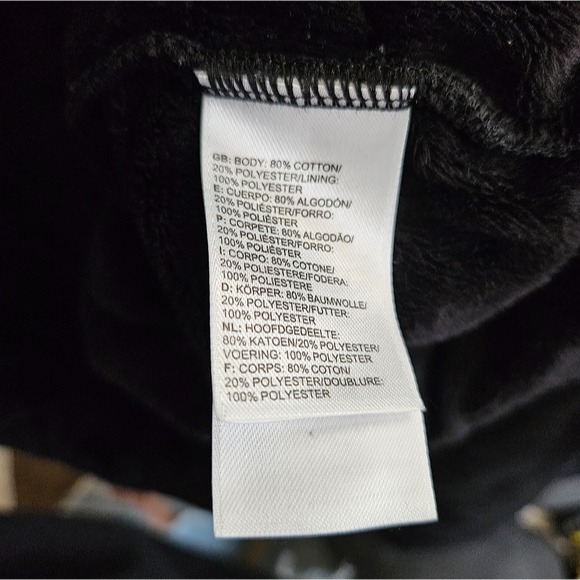 GB: BODY: 80% COTTON/
20% POLYESTER/LINING:
100% POLYESTER
E: CUERPO: 80% ALGODÓN/
20% POLIÉSTER/FORRO:
100% POLIÉSTER
P: CORPETE: 80% ALGODÃO/
20% POLIÉSTER/FORRO:
100% POLIÉSTER
I: CORPO: 80% COTONE/
20% POLIESTERE/FODERA:
100% POLIESTERE
D: KÖRPER: 80% BAUMWOLLE/
20% POLYESTER/FUTTER:
100% POLYESTER
NL: HOOFDGEDEELTE:
80% KATOEN/20% POLYESTER/
VOERING: 100% POLYESTER
F: CORPS: 80% COTON/
20% POLYESTER/DOUBLURE:
100% POLYESTER